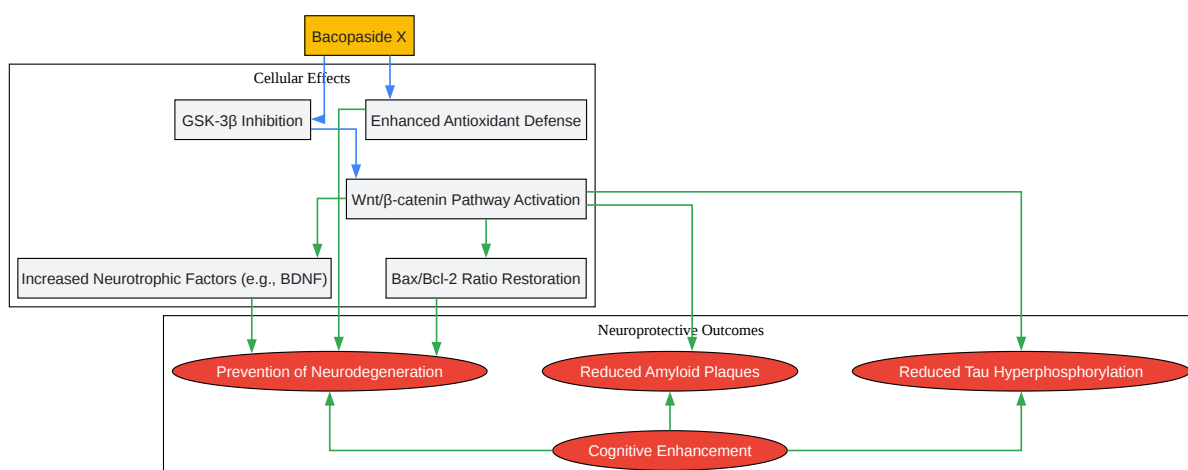 Bacopaside X
Cellular Effects
GSK-3β Inhibition
Enhanced Antioxidant Defense
Wnt/β-catenin Pathway Activation
Increased Neurotrophic Factors (e.g., BDNF)
Bax/Bcl-2 Ratio Restoration
Neuroprotective Outcomes
Prevention of Neurodegeneration
Reduced Amyloid Plaques
Reduced Tau Hyperphosphorylation
Cognitive Enhancement